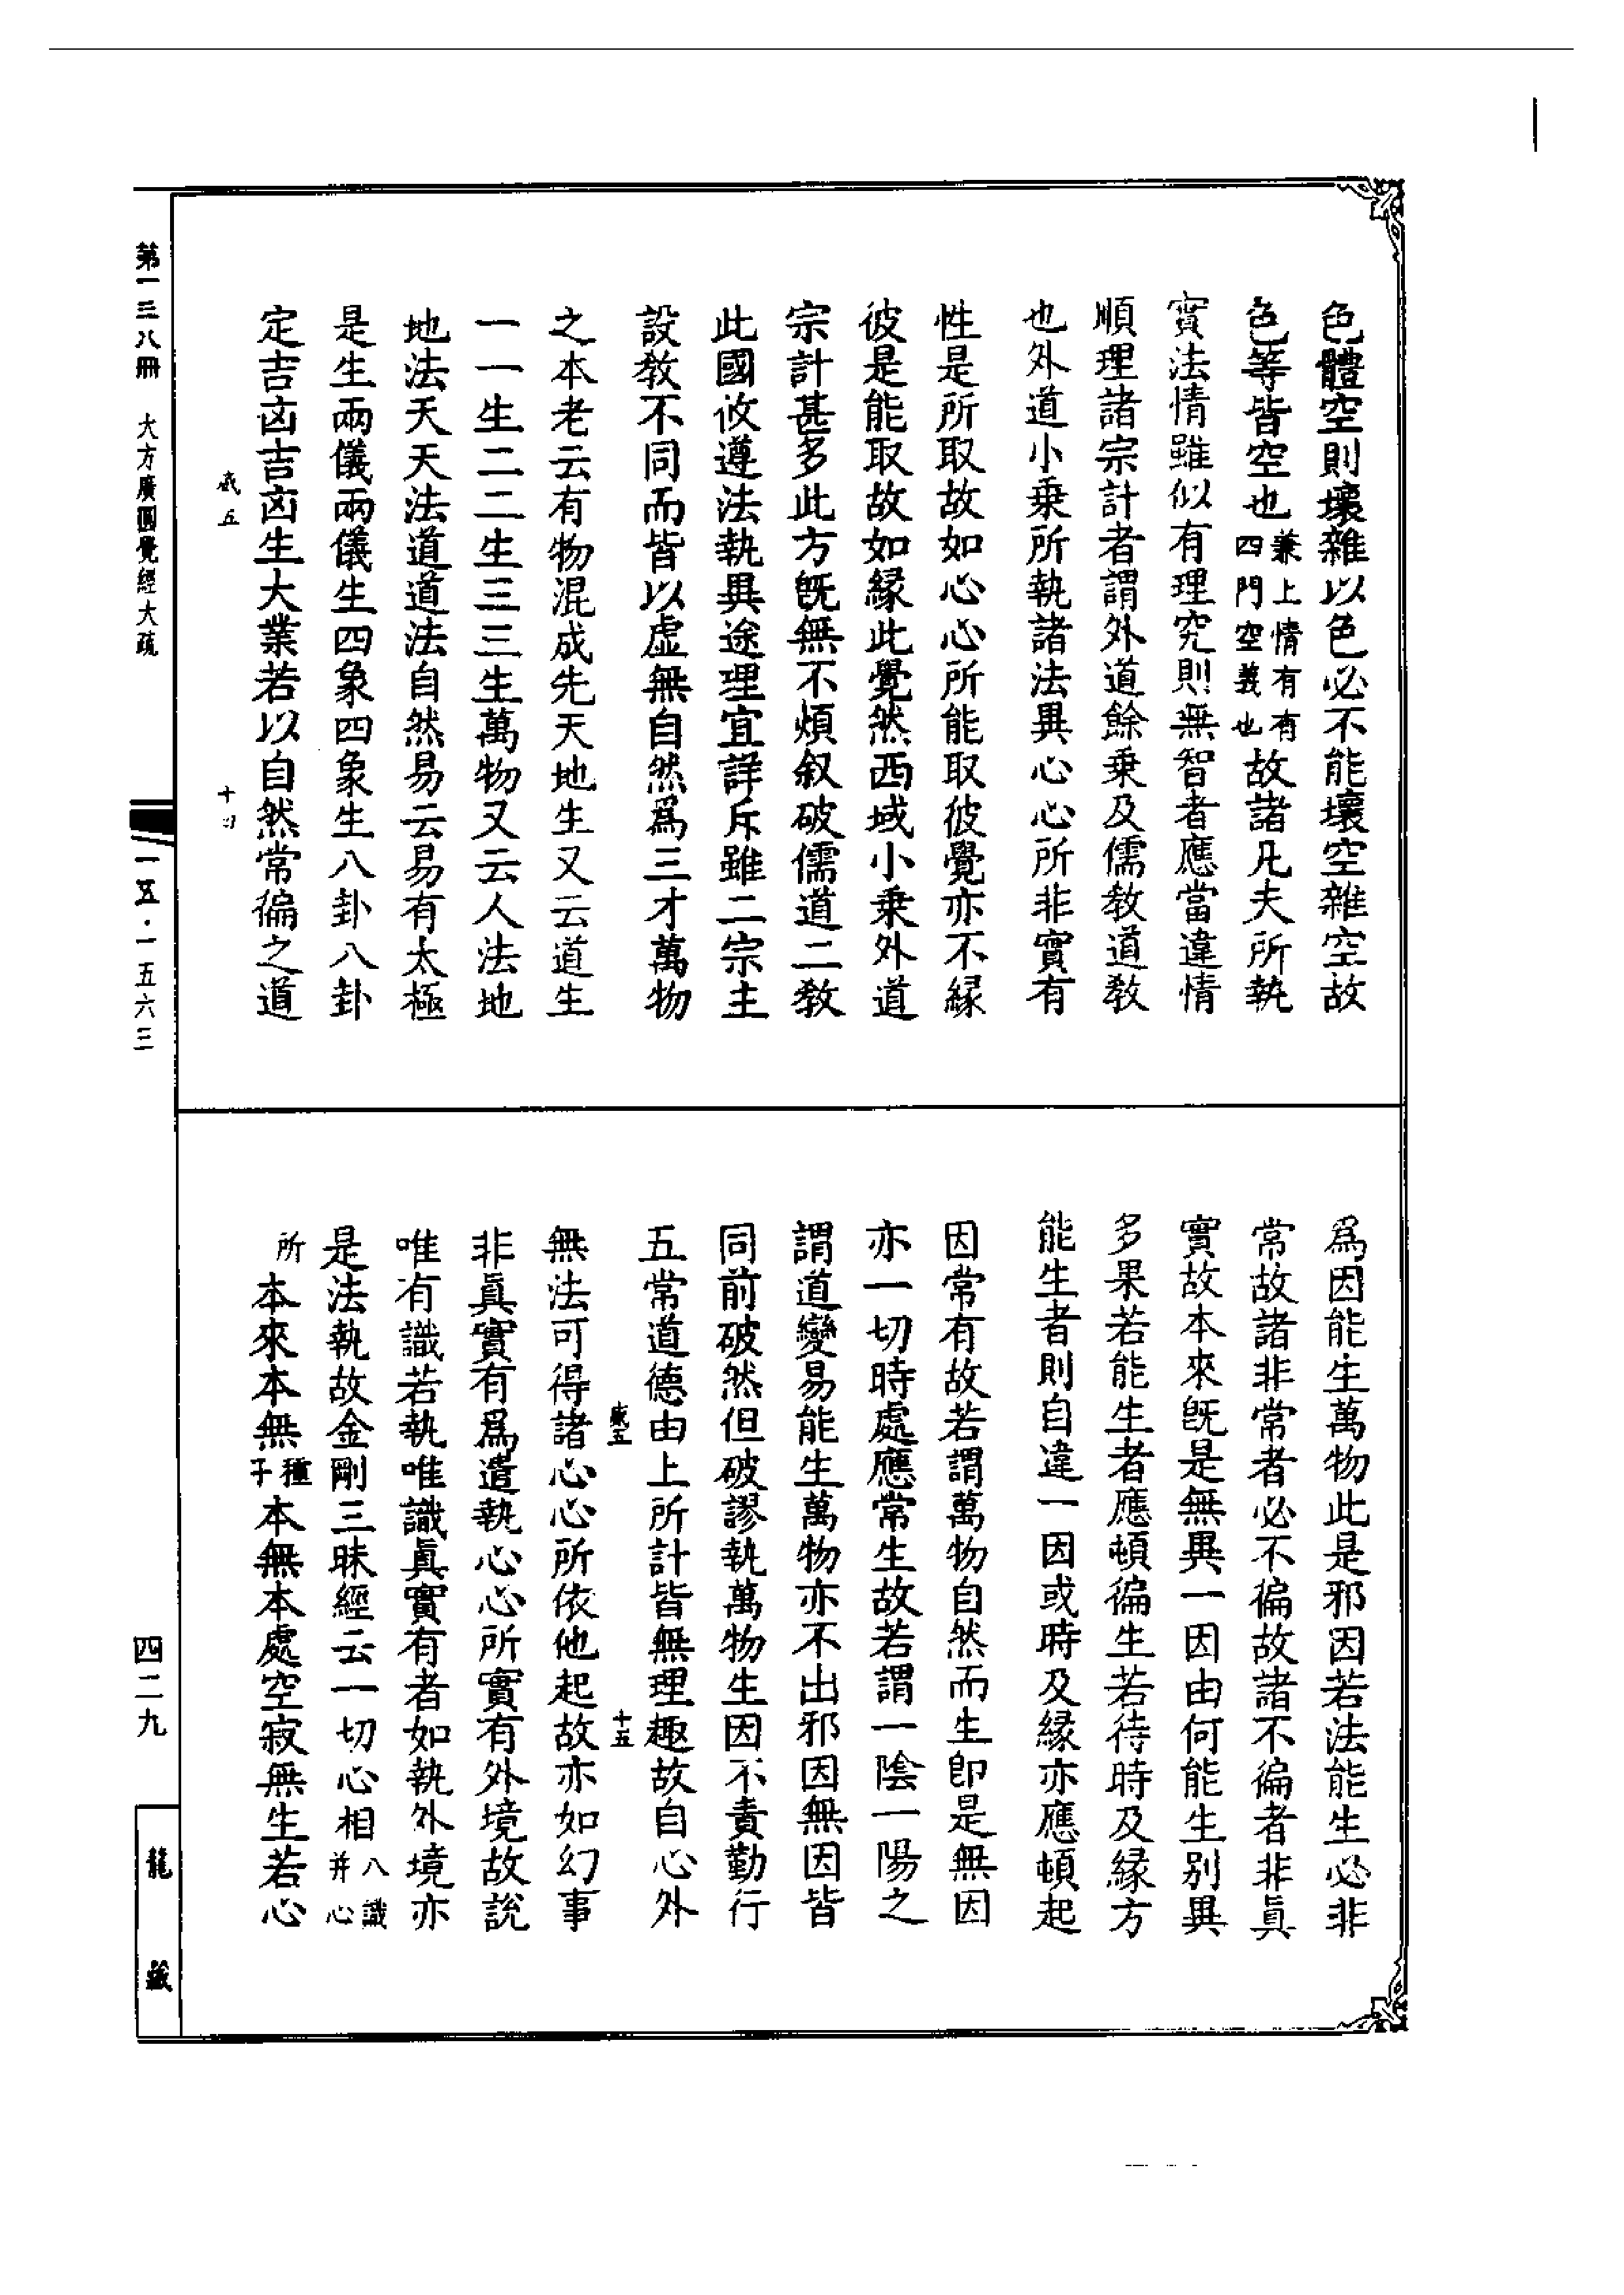 色體空則壞雜以色必不能壞空雜空故
色等皆空也兼上情有有四門空義也故諸凡夫所執
實法情雖似有理究則無智者應當違情
順理諸宗計者謂外道餘乗及儒教道教
也外道小乗所執諸法異心心所非實有
性是所取故如心心所能取彼覺亦不緣
彼是能取故如緣此覺然西域小乗外道
宗計甚多此方旣無不煩叙破儒道二教
此國攸遵法執異途理宜詳斥雖二宗主
設教不同而皆以虛無自然爲三才萬物
之本老云有物混成先天地生又云道生
一一生二二生三三生萬物又云人法地
地法天天法道道法自然易云易有太極
是生兩儀兩儀生四象四象生八卦八卦
定吉凶吉凶生大業若以自然常徧之道
爲因能生萬物此是邪因若法能生必非
常故諸非常者必不徧故諸不徧者非眞
實故本來旣是無異一因由何能生別異
多果若能生者應頓徧生若待時及緣方
能生者則自違一因或時及緣亦應頓起
因常有故若謂萬物自然而生卽是無因
亦一切時處應常生故若謂一陰一陽之
謂道變易能生萬物亦不出邪因無因皆
同前破然但破謬執萬物生因不責勤行
五常道德由上所計皆無理趣故自心外
無法可得諸心心所依他起故亦如幻事
非眞實有爲遣執心心所實有外境故說
唯有識若執唯識眞實有者如執外境亦
是法執故金剛三昧經云一切心相八識并心
所本來本無種子本無本處空寂無生若心
第一三八冊 大方廣圓覺經大疏
一五·一五六三
四二九
龍藏
咸五
十四
咸五
十五